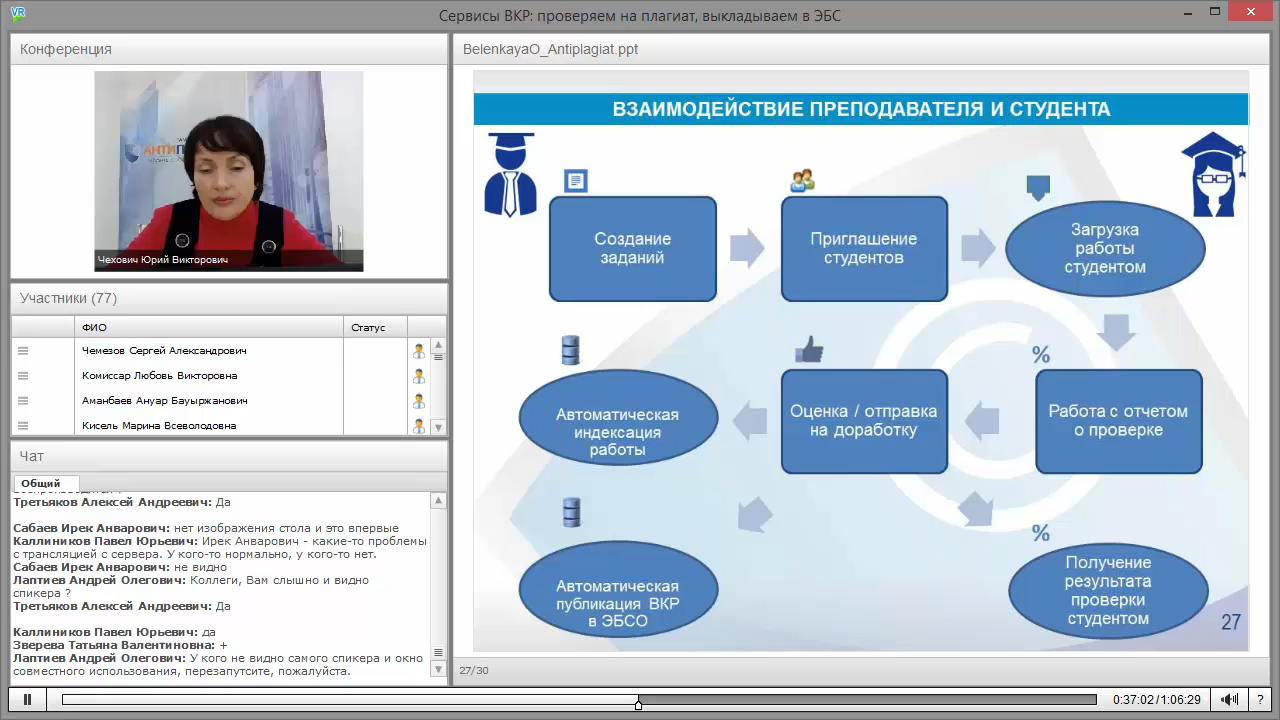 VR
Сервисы ВКР: проверяем на плагиат, выкладываем в ЭБС
Конференция
Чехович Юрий Викторович
Участники (77)
ФИО
Статус
Чемезов Сергей Александрович
Комиссар Любовь Викторовна
Аманбаев Ануар Бауыржанович
Кисель Марина Всеволодовна
Чат
Общий
Третьяков Алексей Андреевич: Да
Сабаев Ирек Анварович: нет изображения стола и это впервые
Каллиников Павел Юрьевич: Ирек Анварович - какие-то проблемы
с трансляцией с сервера. У кого-то нормально, у кого-то нет.
Сабаев Ирек Анварович: не видно
Лаптиев Андрей Олегович: Коллеги, Вам слышно и видно
спикера ?
Третьяков Алексей Андреевич: Да
Каллиников Павел Юрьевич: да
Зверева Татьяна Валентиновна: +
Лаптиев Андрей Олегович: У кого не видно самого спикера и окно
совместного использования, перезапутсите, пожалуйста.
BelenkayaO_Antiplagiat.ppt
ВЗАИМОДЕЙСТВИЕ ПРЕПОДАВАТЕЛЯ И СТУДЕНТА
Создание
заданий
Приглашение
студентов
Загрузка
работы
студентом
%
Работа с отчетом
о проверке
Оценка / отправка
на доработку
Автоматическая
индексация
работы
Автоматическая
публикация ВКР
в ЭБСО
%
Получение
результата
проверки
студентом
27
27/30
0:37:02/1:06:29
?